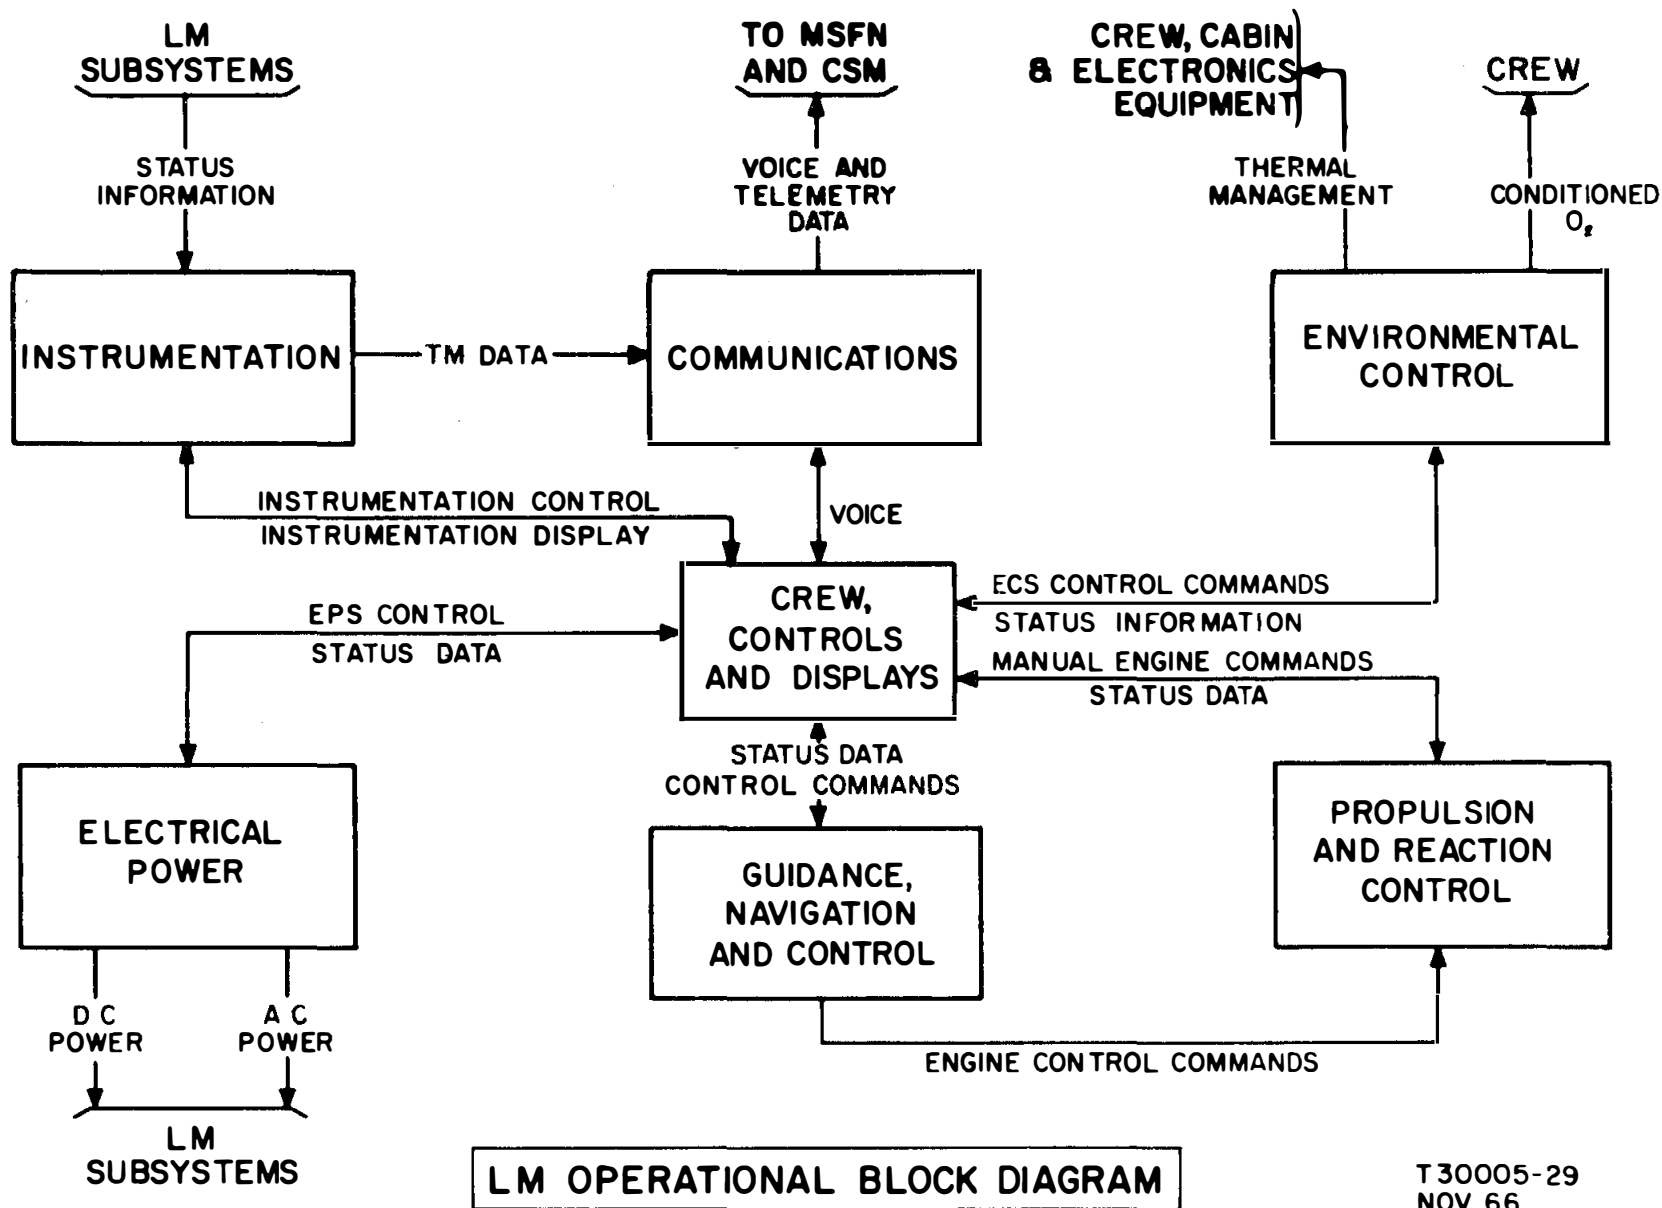 LM
SUBSYSTEMS
TO MSFN
AND CSM
CREW, CABIN
& ELECTRONICS
EQUIPMENT
CREW
STATUS
INFORMATION
VOICE AND
TELEMETRY
DATA
THERMAL
MANAGEMENT
CONDITIONED
O₂
INSTRUMENTATION
TM DATA
COMMUNICATIONS
ENVIRONMENTAL
CONTROL
INSTRUMENTATION CONTROL
INSTRUMENTATION DISPLAY
VOICE
EPS CONTROL
STATUS DATA
CREW,
CONTROLS
AND DISPLAYS
ECS CONTROL COMMANDS
STATUS INFORMATION
MANUAL ENGINE COMMANDS
STATUS DATA
STATUS DATA
CONTROL COMMANDS
ELECTRICAL
POWER
GUIDANCE,
NAVIGATION
AND CONTROL
PROPULSION
AND REACTION
CONTROL
DC
POWER
AC
POWER
ENGINE CONTROL COMMANDS
LM
SUBSYSTEMS
LM OPERATIONAL BLOCK DIAGRAM
T30005-29
NOV 66